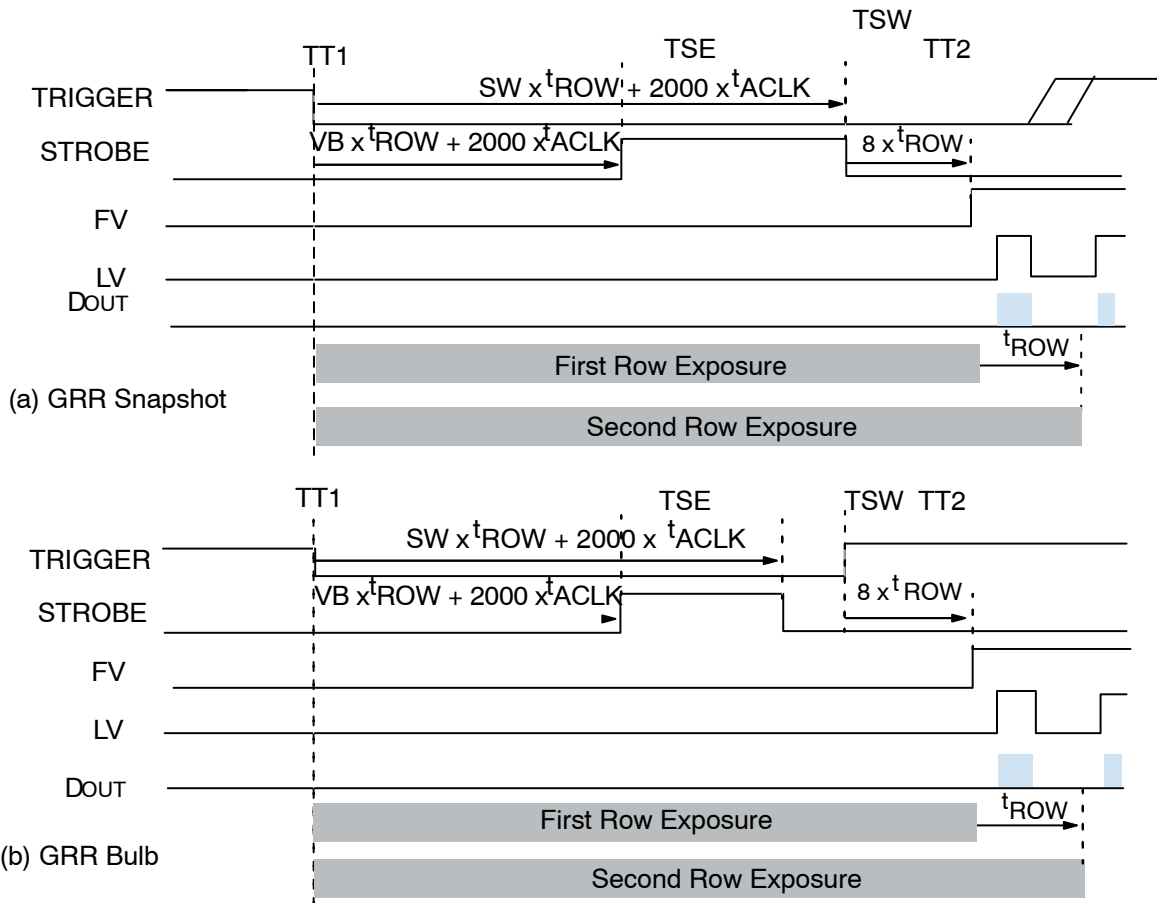 TSW
TT1 TSE TT2
SW x tROW + 2000 x tACLK
TRIGGER
VB x tROW + 2000 x tACLK 8 x tROW
STROBE
FV
LV
DOUT
tROW
First Row Exposure
(a) GRR Snapshot
Second Row Exposure
TT1 TSE TSW TT2
SW x tROW + 2000 x tACLK
TRIGGER
VB x tROW + 2000 x tACLK 8 x tROW
STROBE
FV
LV
DOUT
tROW
First Row Exposure
(b) GRR Bulb
Second Row Exposure